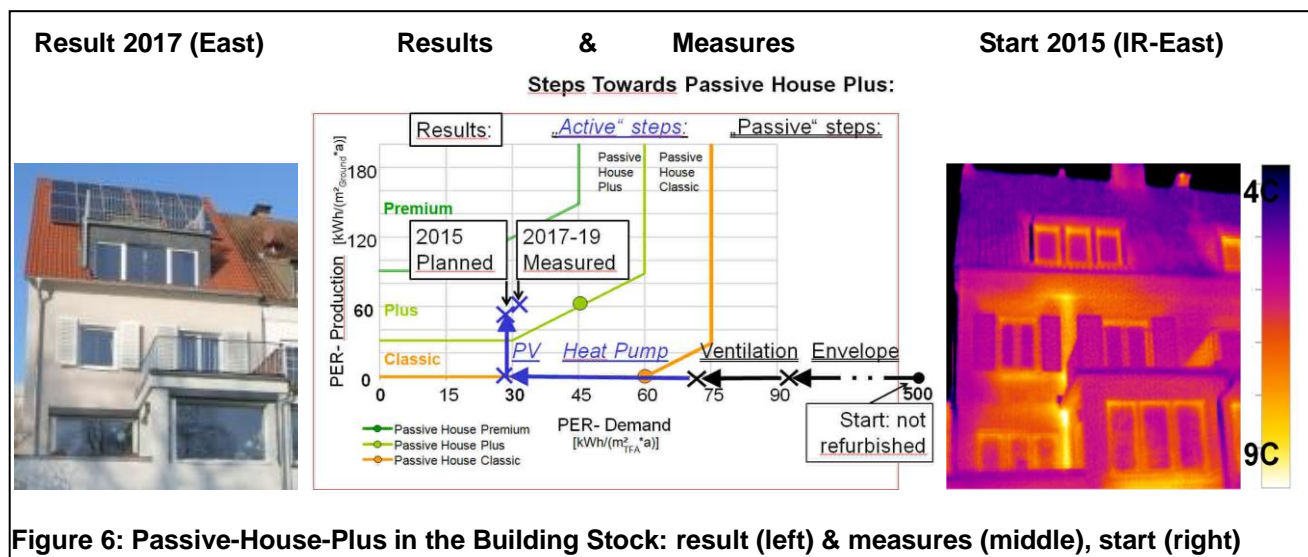 Result 2017 (East) Results & Measures Start 2015 (IR-East)
Steps Towards Passive House Plus:
Results: „Active“ steps: „Passive“ steps:
PER- Production [kWh/(m²Ground*a)]
180
120
60
0
Passive House Plus
Passive House Classic
Premium
Plus
Classic
2015 Planned
2017-19 Measured
PV Heat Pump Ventilation Envelope
0 15 30 45 60 75 90 500
PER- Demand
[kWh/(m²TFA*a)]
Start: not refurbished
Passive House Premium
Passive House Plus
Passive House Classic
4C
9C
Figure 6: Passive-House-Plus in the Building Stock: result (left) & measures (middle), start (right)